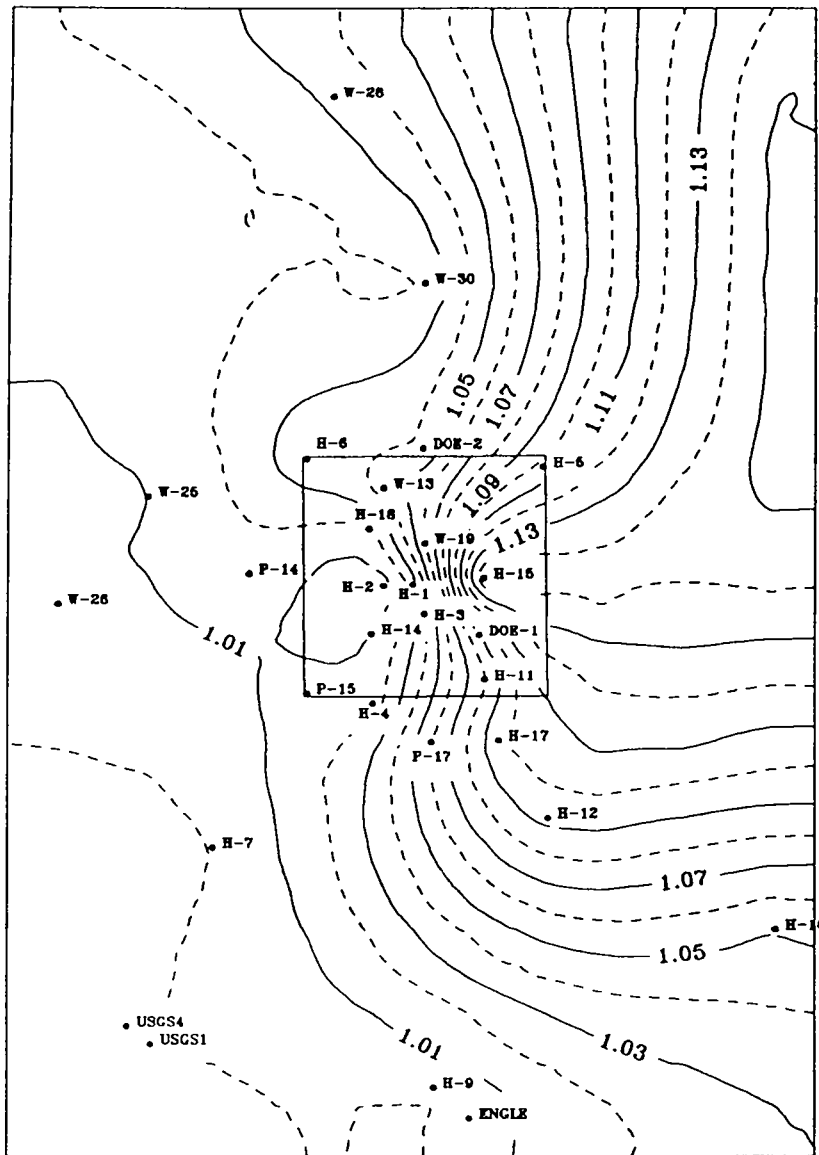 W-28
1.13
W-30
1.05
1.07
1.11
H-6
DOE-2
H-5
W-13
1.09
W-25
H-18
W-19
1.13
P-14
H-2
H-1
H-15
W-26
H-3
1.01
H-14
DOE-1
P-15
H-11
H-4
P-17
H-17
H-12
H-7
1.07
1.05
USGS4
USGS1
1.01
1.03
H-9
ENGLE